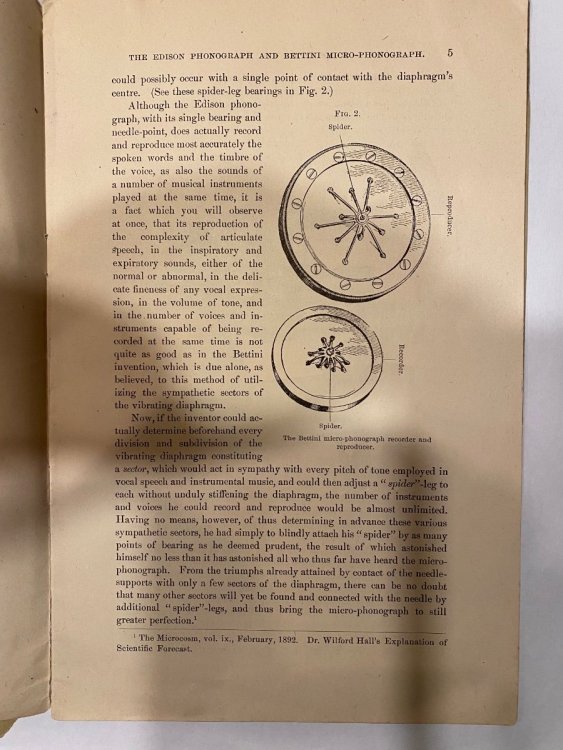 THE EDISON PHONOGRAPH AND BETTINI MICRO-PHONOGRAPH. 5
could possibly occur with a single point of contact with the diaphragm's
centre. (See these spider-leg bearings in Fig. 2.)
Although the Edison phono-
graph, with its single bearing and
needle-point, does actually record
and reproduce most accurately the
spoken words and the timbre of
the voice, as also the sounds of
a number of musical instruments
played at the same time, it is
a fact which you will observe
at once, that its reproduction of
the complexity of articulate
speech, in the inspiratory and
expiratory sounds, either of the
normal or abnormal, in the deli-
cate fineness of any vocal expres-
sion, in the volume of tone, and
in the number of voices and in-
struments capable of being re-
corded at the same time is not
quite as good as in the Bettini
invention, which is due alone, as
believed, to this method of util-
izing the sympathetic sectors of
the vibrating diaphragm.
Now, if the inventor could ac-
tually determine beforehand every
division and subdivision of the
vibrating diaphragm constituting
Fig. 2.
Spider.
Reproducer.
Recorder.
Spider.
The Bettini micro-phonograph recorder and
reproducer.
a sector, which would act in sympathy with every pitch of tone employed in
vocal speech and instrumental music, and could then adjust a "spider"-leg to
each without unduly stiffening the diaphragm, the number of instruments
and voices he could record and reproduce would be almost unlimited.
Having no means, however, of thus determining in advance these various
sympathetic sectors, he had simply to blindly attach his "spider" by as many
points of bearing as he deemed prudent, the result of which astonished
himself no less than it has astonished all who thus far have heard the micro-
phonograph. From the triumphs already attained by contact of the needle-
supports with only a few sectors of the diaphragm, there can be no doubt
that many other sectors will yet be found and connected with the needle by
additional "spider"-legs, and thus bring the micro-phonograph to still
greater perfection.¹
¹ The Microcosm, vol. ix., February, 1892. Dr. Wilford Hall's Explanation of
Scientific Forecast.